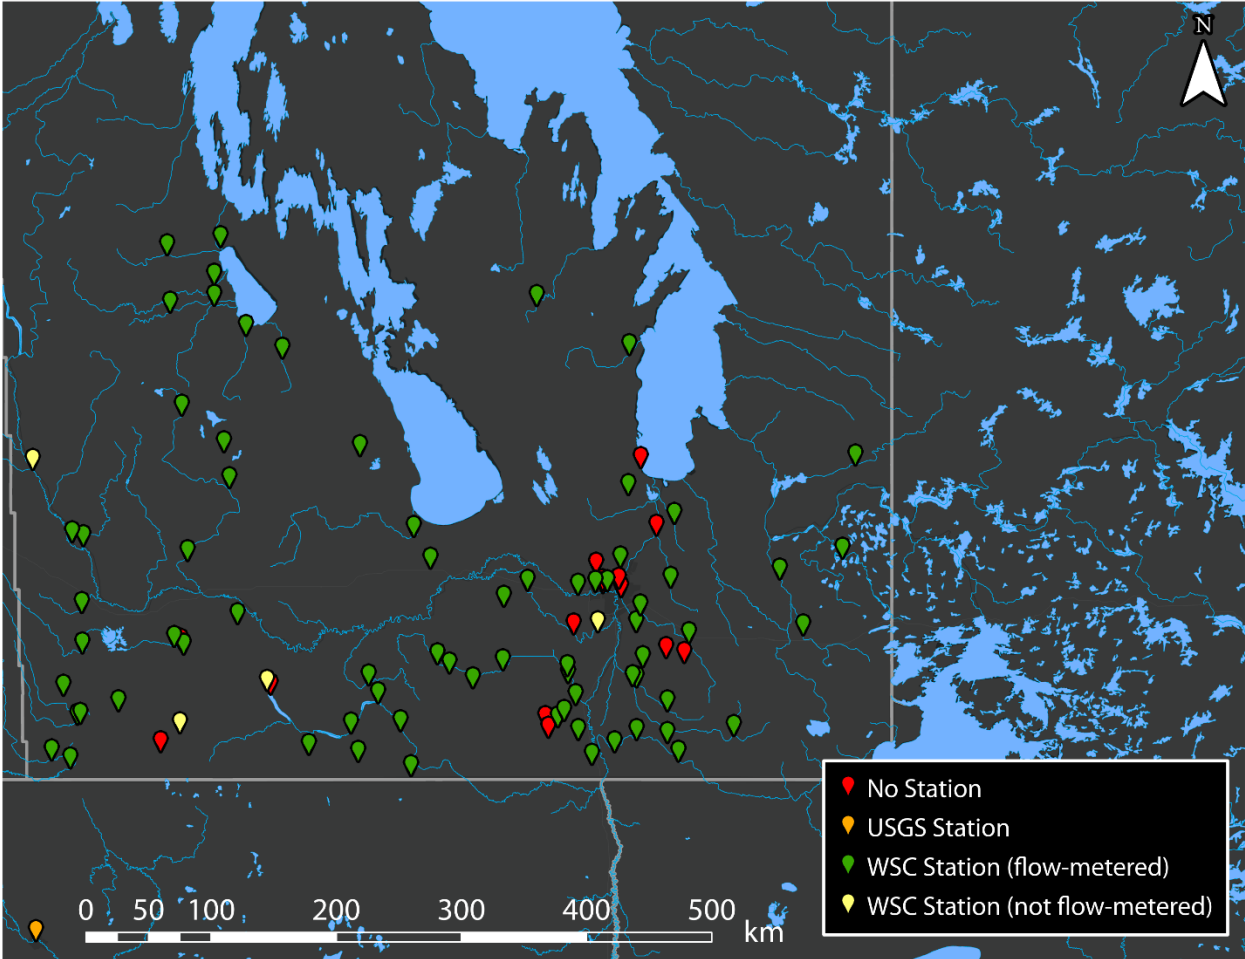 N
No Station
USGS Station
WSC Station (flow-metered)
WSC Station (not flow-metered)
0 50 100 200 300 400 500
km